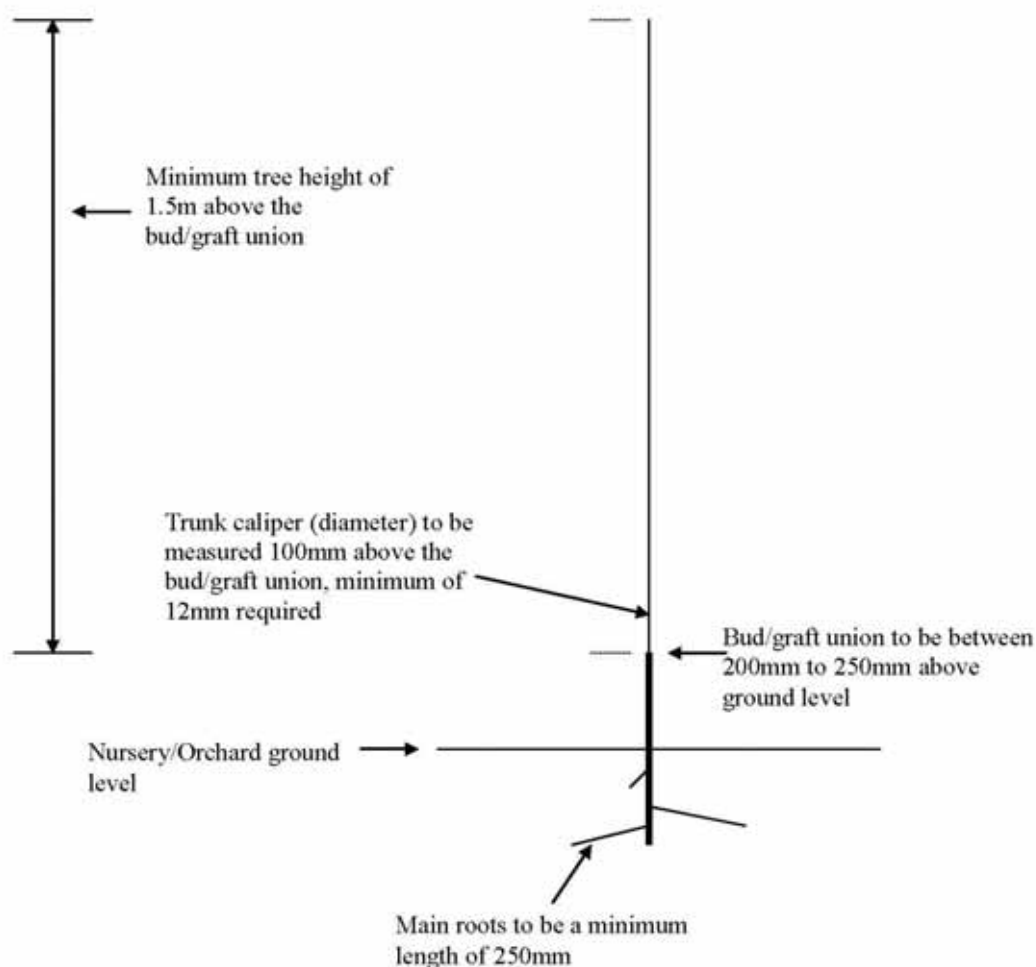 Minimum tree height of
1.5m above the
bud/graft union
Trunk caliper (diameter) to be
measured 100mm above the
bud/graft union, minimum of
12mm required
Bud/graft union to be between
200mm to 250mm above
ground level
Nursery/Orchard ground
level
Main roots to be a minimum
length of 250mm